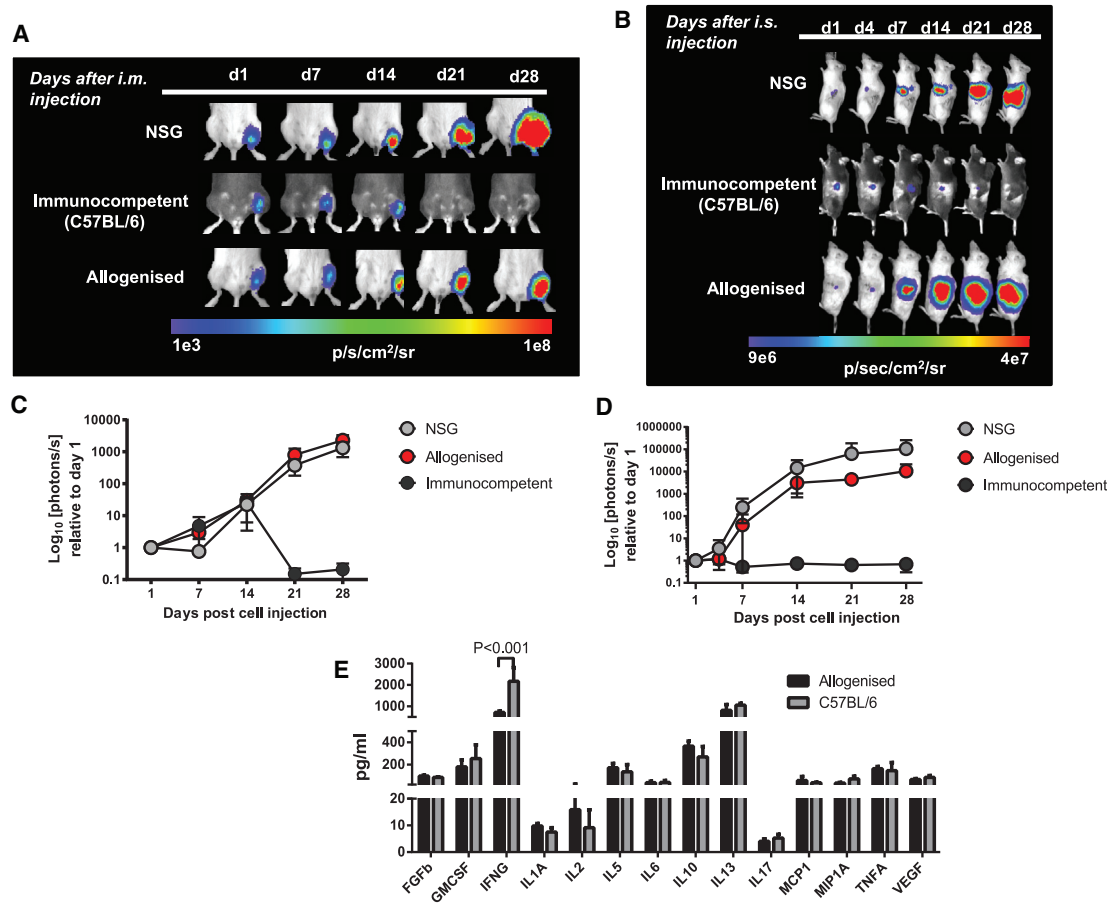 A
Days after i.m.
injection
d1 d7 d14 d21 d28
NSG
Immunocompetent
(C57BL/6)
Allogenised
1e3 1e8
p/s/cm²/sr
B
Days after i.s.
injection
d1 d4 d7 d14 d21 d28
NSG
Immunocompetent
(C57BL/6)
Allogenised
9e6 4e7
p/sec/cm²/sr
C
Log₁₀ [photons/s]
relative to day 1
10000
1000
100
10
1
0.1
1 7 14 21 28
Days post cell injection
NSG
Allogenised
Immunocompetent
D
Log₁₀ [photons/s]
relative to day 1
1000000
100000
10000
1000
100
10
1
0.1
1 7 14 21 28
Days post cell injection
NSG
Allogenised
Immunocompetent
E
P<0.001
pg/ml
3000
2000
1000
400
200
20
10
0
FGFb GMCSF IFNG IL1A IL2 IL5 IL6 IL10 IL13 IL17 MCP1 MIP1A TNFA VEGF
Allogenised
C57BL/6